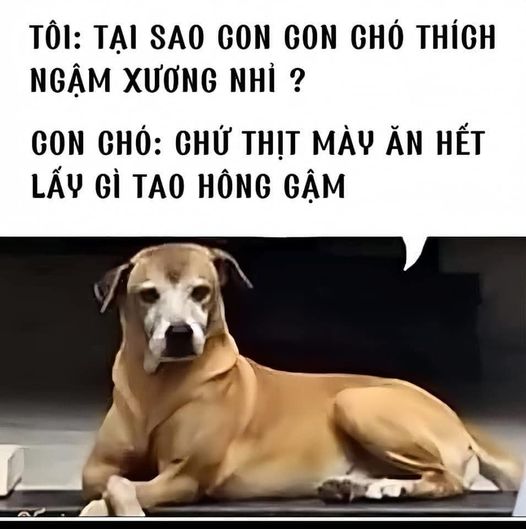 TÔI: TẠI SAO CON CON CHÓ THÍCH
NGẬM XƯƠNG NHỈ ?
CON CHÓ: CHỨ THỊT MÀY ĂN HẾT
LẤY GÌ TAO HÔNG GẬM